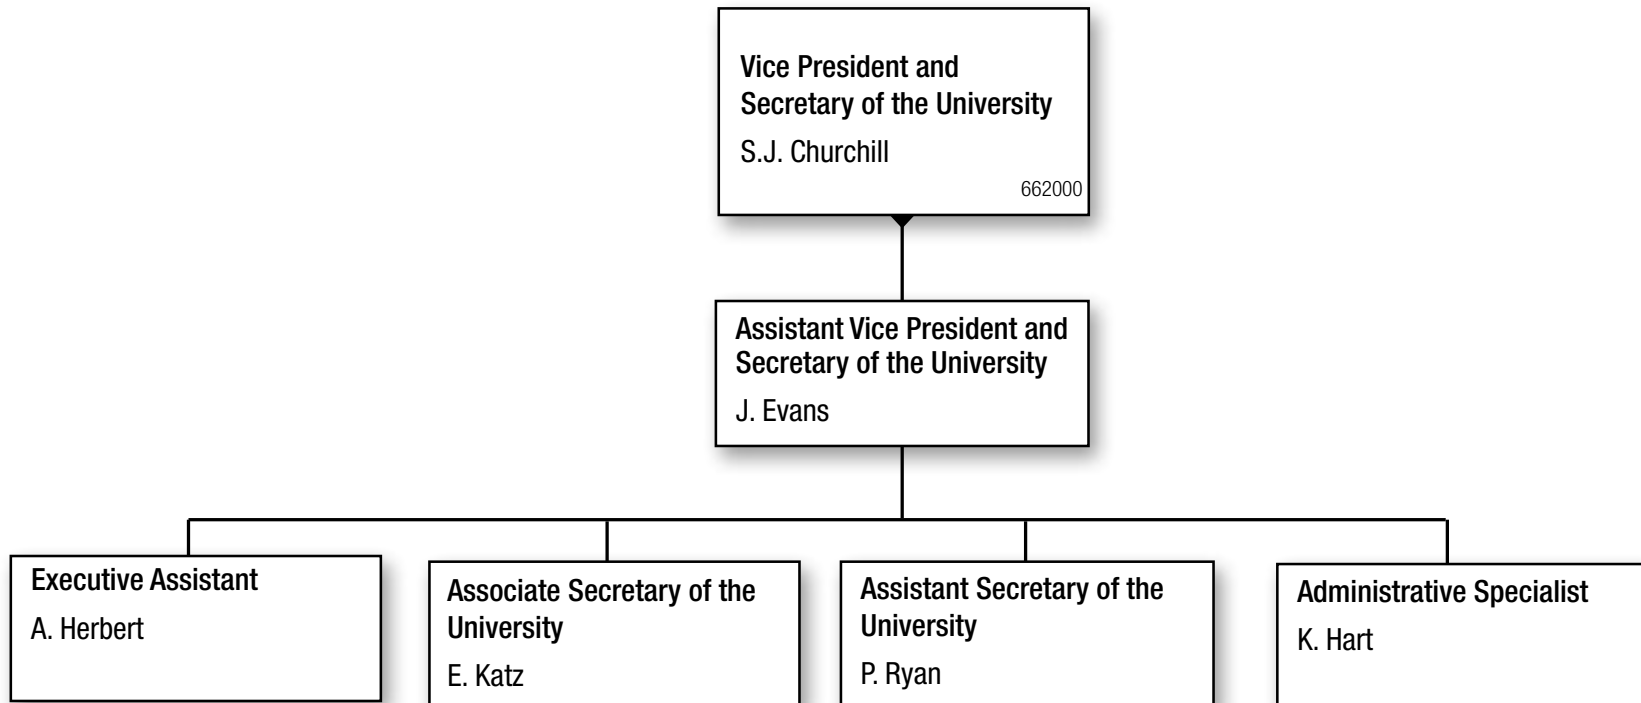 Vice President and
Secretary of the University
S.J. Churchill
662000
Assistant Vice President and
Secretary of the University
J. Evans
Executive Assistant
A. Herbert
Associate Secretary of the
University
E. Katz
Assistant Secretary of the
University
P. Ryan
Administrative Specialist
K. Hart